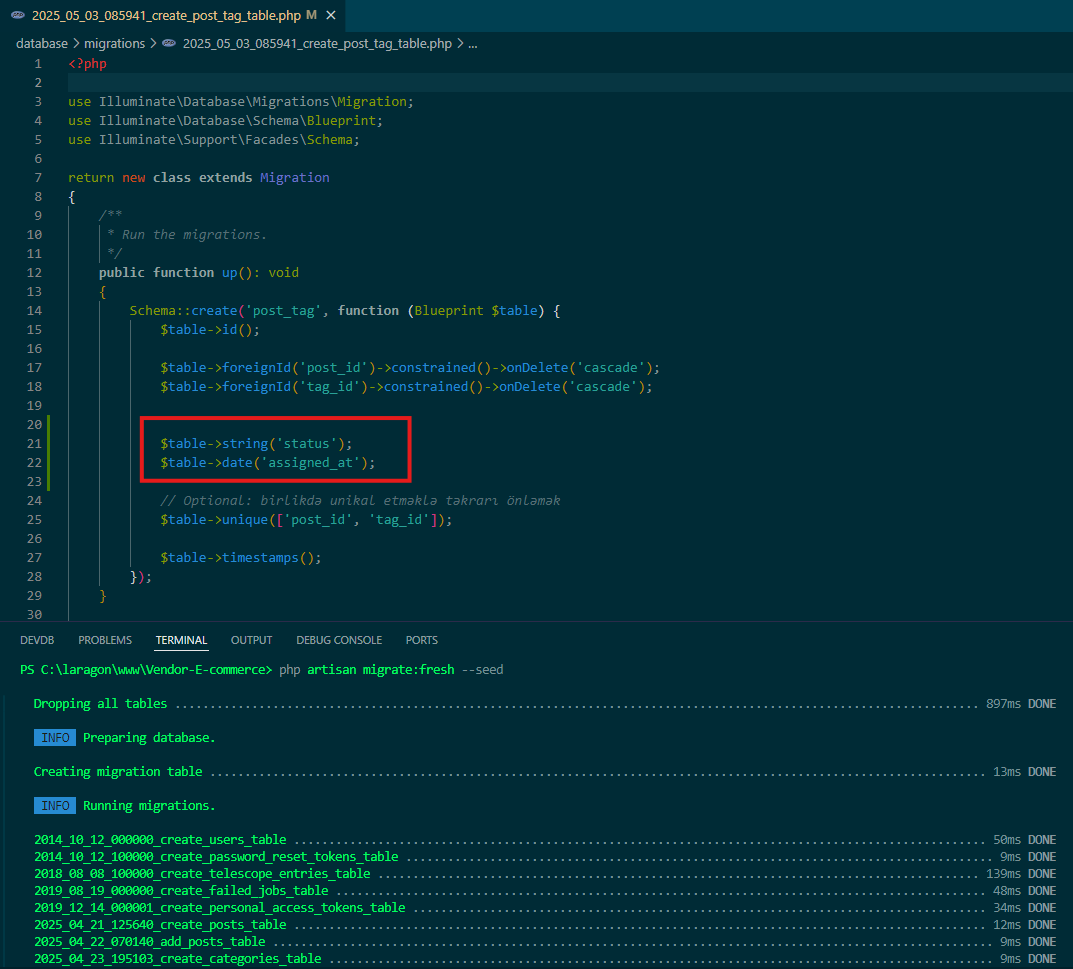 2025_05_03_085941_create_post_tag_table.php M ×
database > migrations > 2025_05_03_085941_create_post_tag_table.php > ...
1 <?php
2
3 use Illuminate\Database\Migrations\Migration;
4 use Illuminate\Database\Schema\Blueprint;
5 use Illuminate\Support\Facades\Schema;
6
7 return new class extends Migration
8 {
9 /**
10 * Run the migrations.
11 */
12 public function up(): void
13 {
14 Schema::create('post_tag', function (Blueprint $table) {
15 $table->id();
16
17 $table->foreignId('post_id')->constrained()->onDelete('cascade');
18 $table->foreignId('tag_id')->constrained()->onDelete('cascade');
19
20
21 $table->string('status');
22 $table->date('assigned_at');
23
24 // Optional: birlikdə unikal etməklə təkrarı önləmək
25 $table->unique(['post_id', 'tag_id']);
26
27 $table->timestamps();
28 });
29 }
30
DEVDB PROBLEMS TERMINAL OUTPUT DEBUG CONSOLE PORTS
PS C:\laragon\www\Vendor-E-commerce> php artisan migrate:fresh --seed
Dropping all tables ... 897ms DONE
INFO Preparing database.
Creating migration table ... 13ms DONE
INFO Running migrations.
2014_10_12_000000_create_users_table ... 50ms DONE
2014_10_12_100000_create_password_reset_tokens_table ... 9ms DONE
2018_08_08_100000_create_telescope_entries_table ... 139ms DONE
2019_08_19_000000_create_failed_jobs_table ... 48ms DONE
2019_12_14_000001_create_personal_access_tokens_table ... 34ms DONE
2025_04_21_125640_create_posts_table ... 12ms DONE
2025_04_22_070140_add_posts_table ... 9ms DONE
2025_04_23_195103_create_categories_table ... 9ms DONE